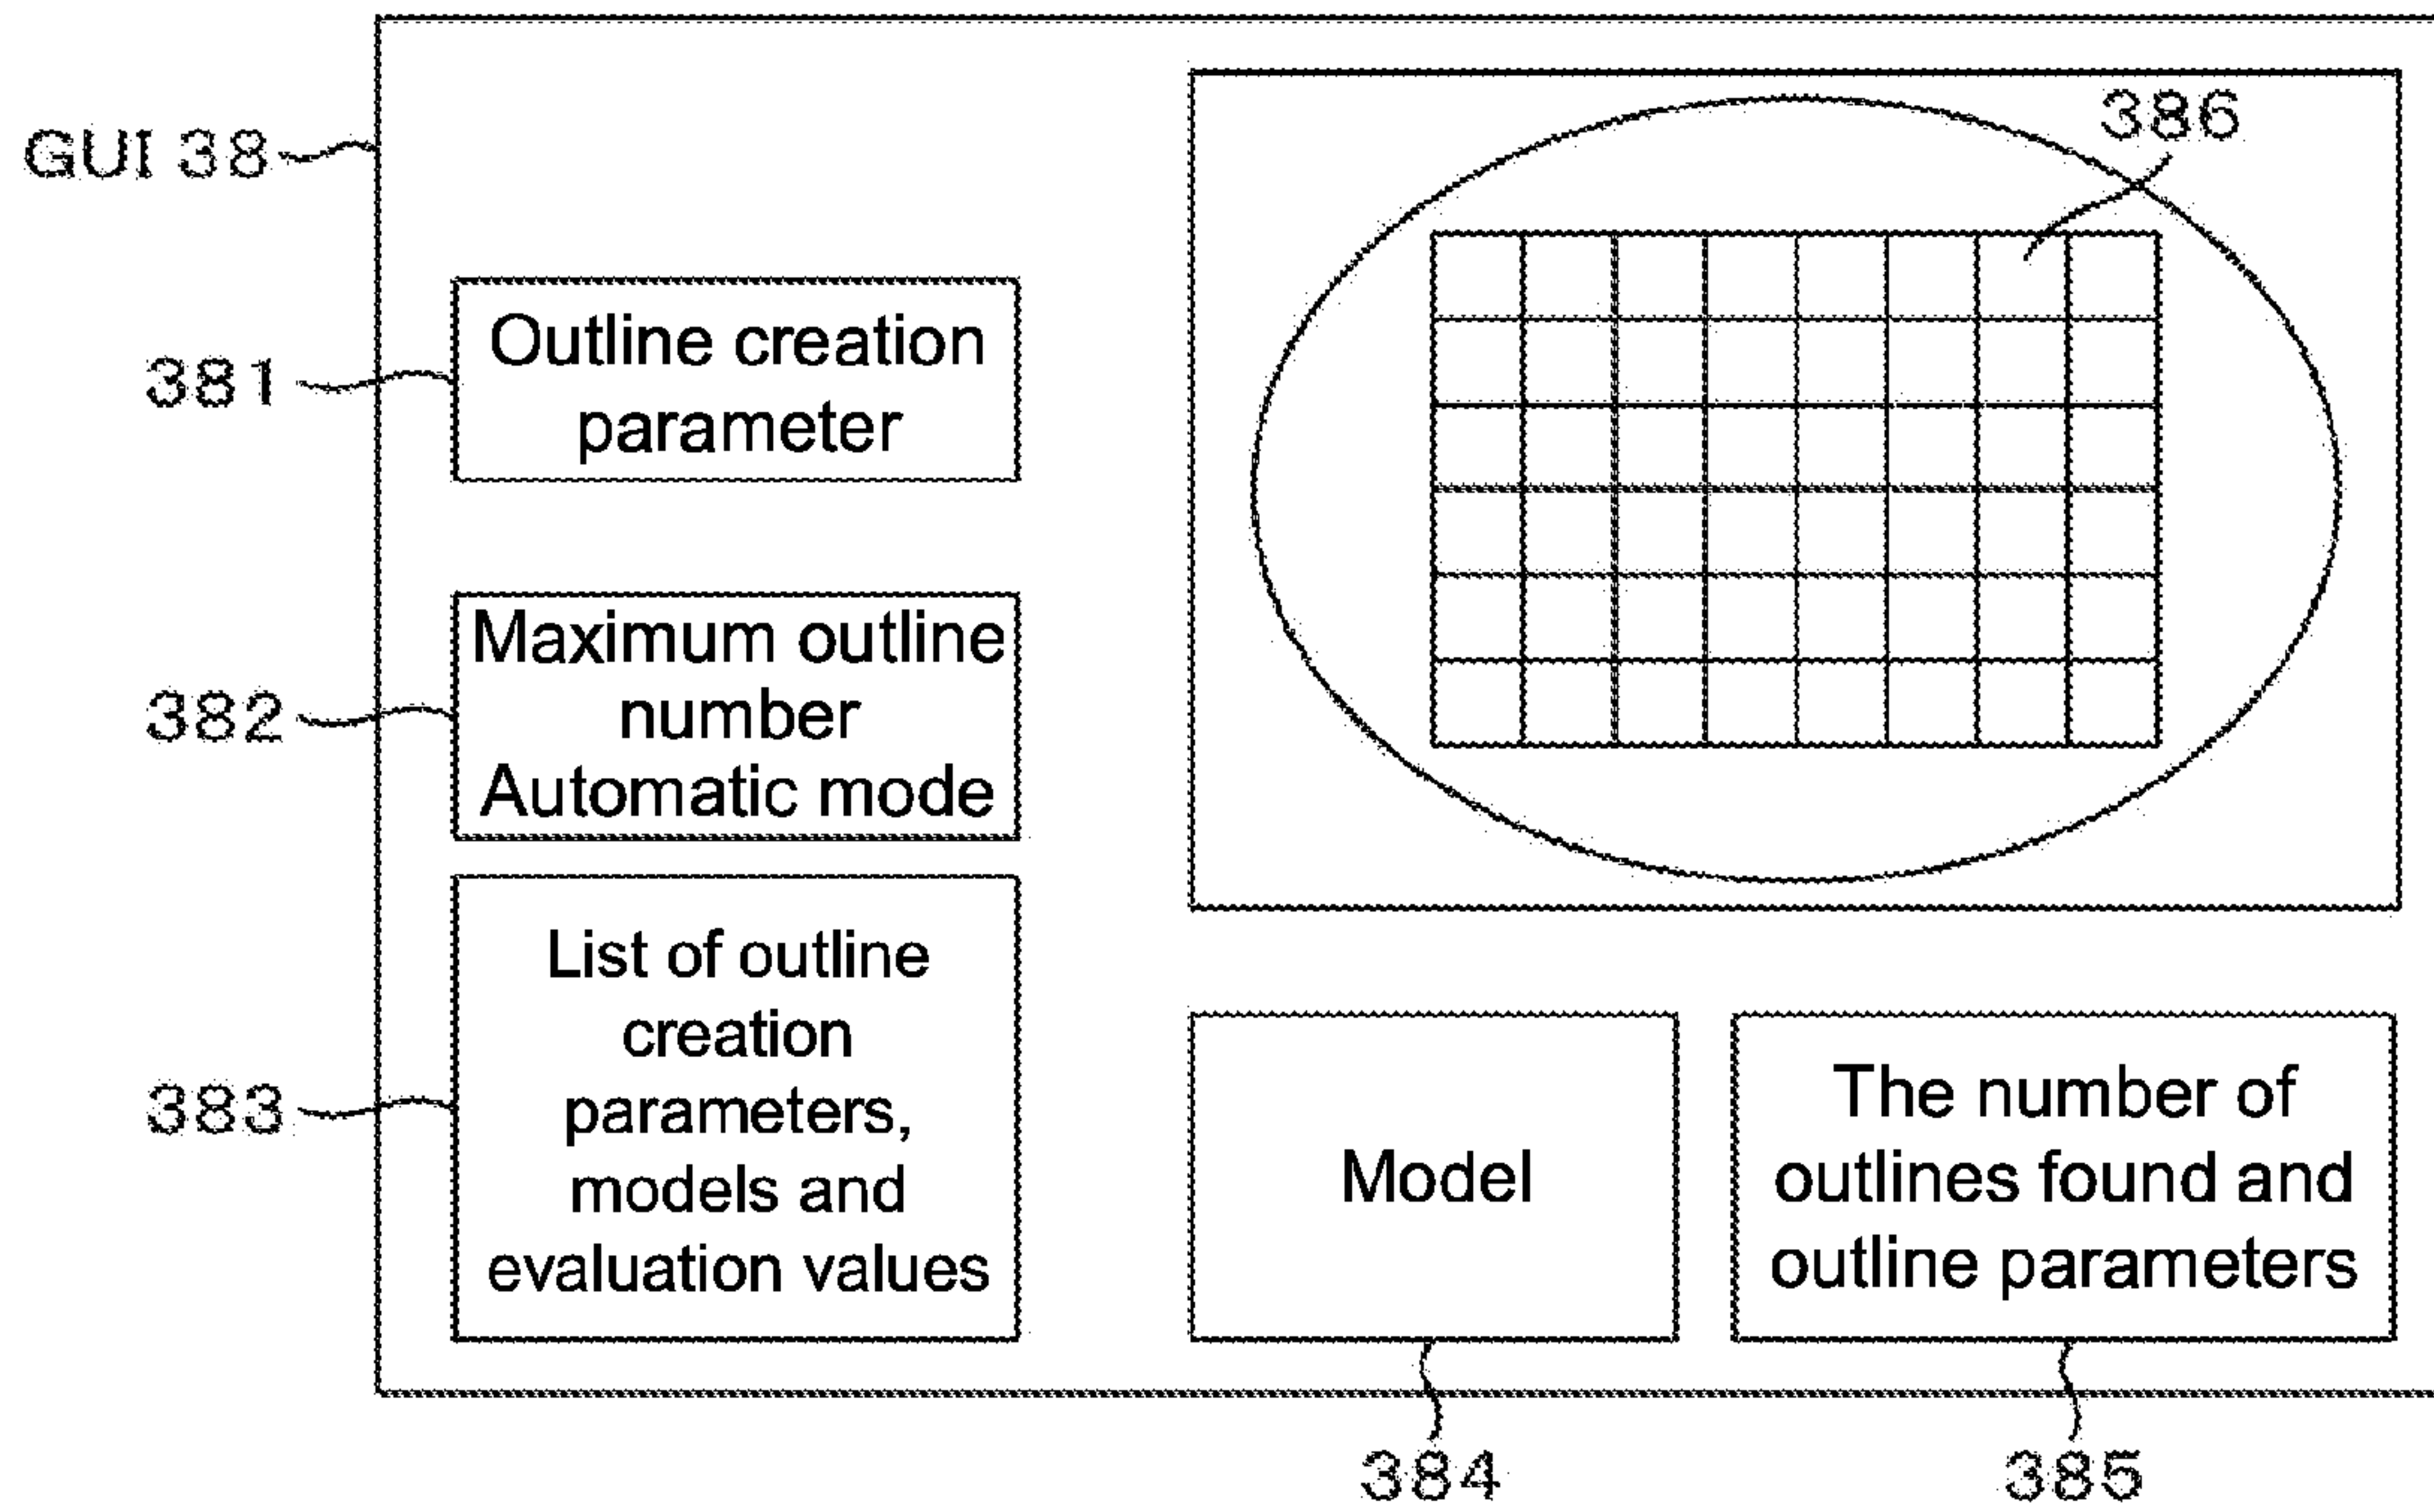 GUI 38
386
381
Outline creation
parameter
382
Maximum outline
number
Automatic mode
383
List of outline
creation
parameters,
models and
evaluation values
Model
The number of
outlines found and
outline parameters
384
385